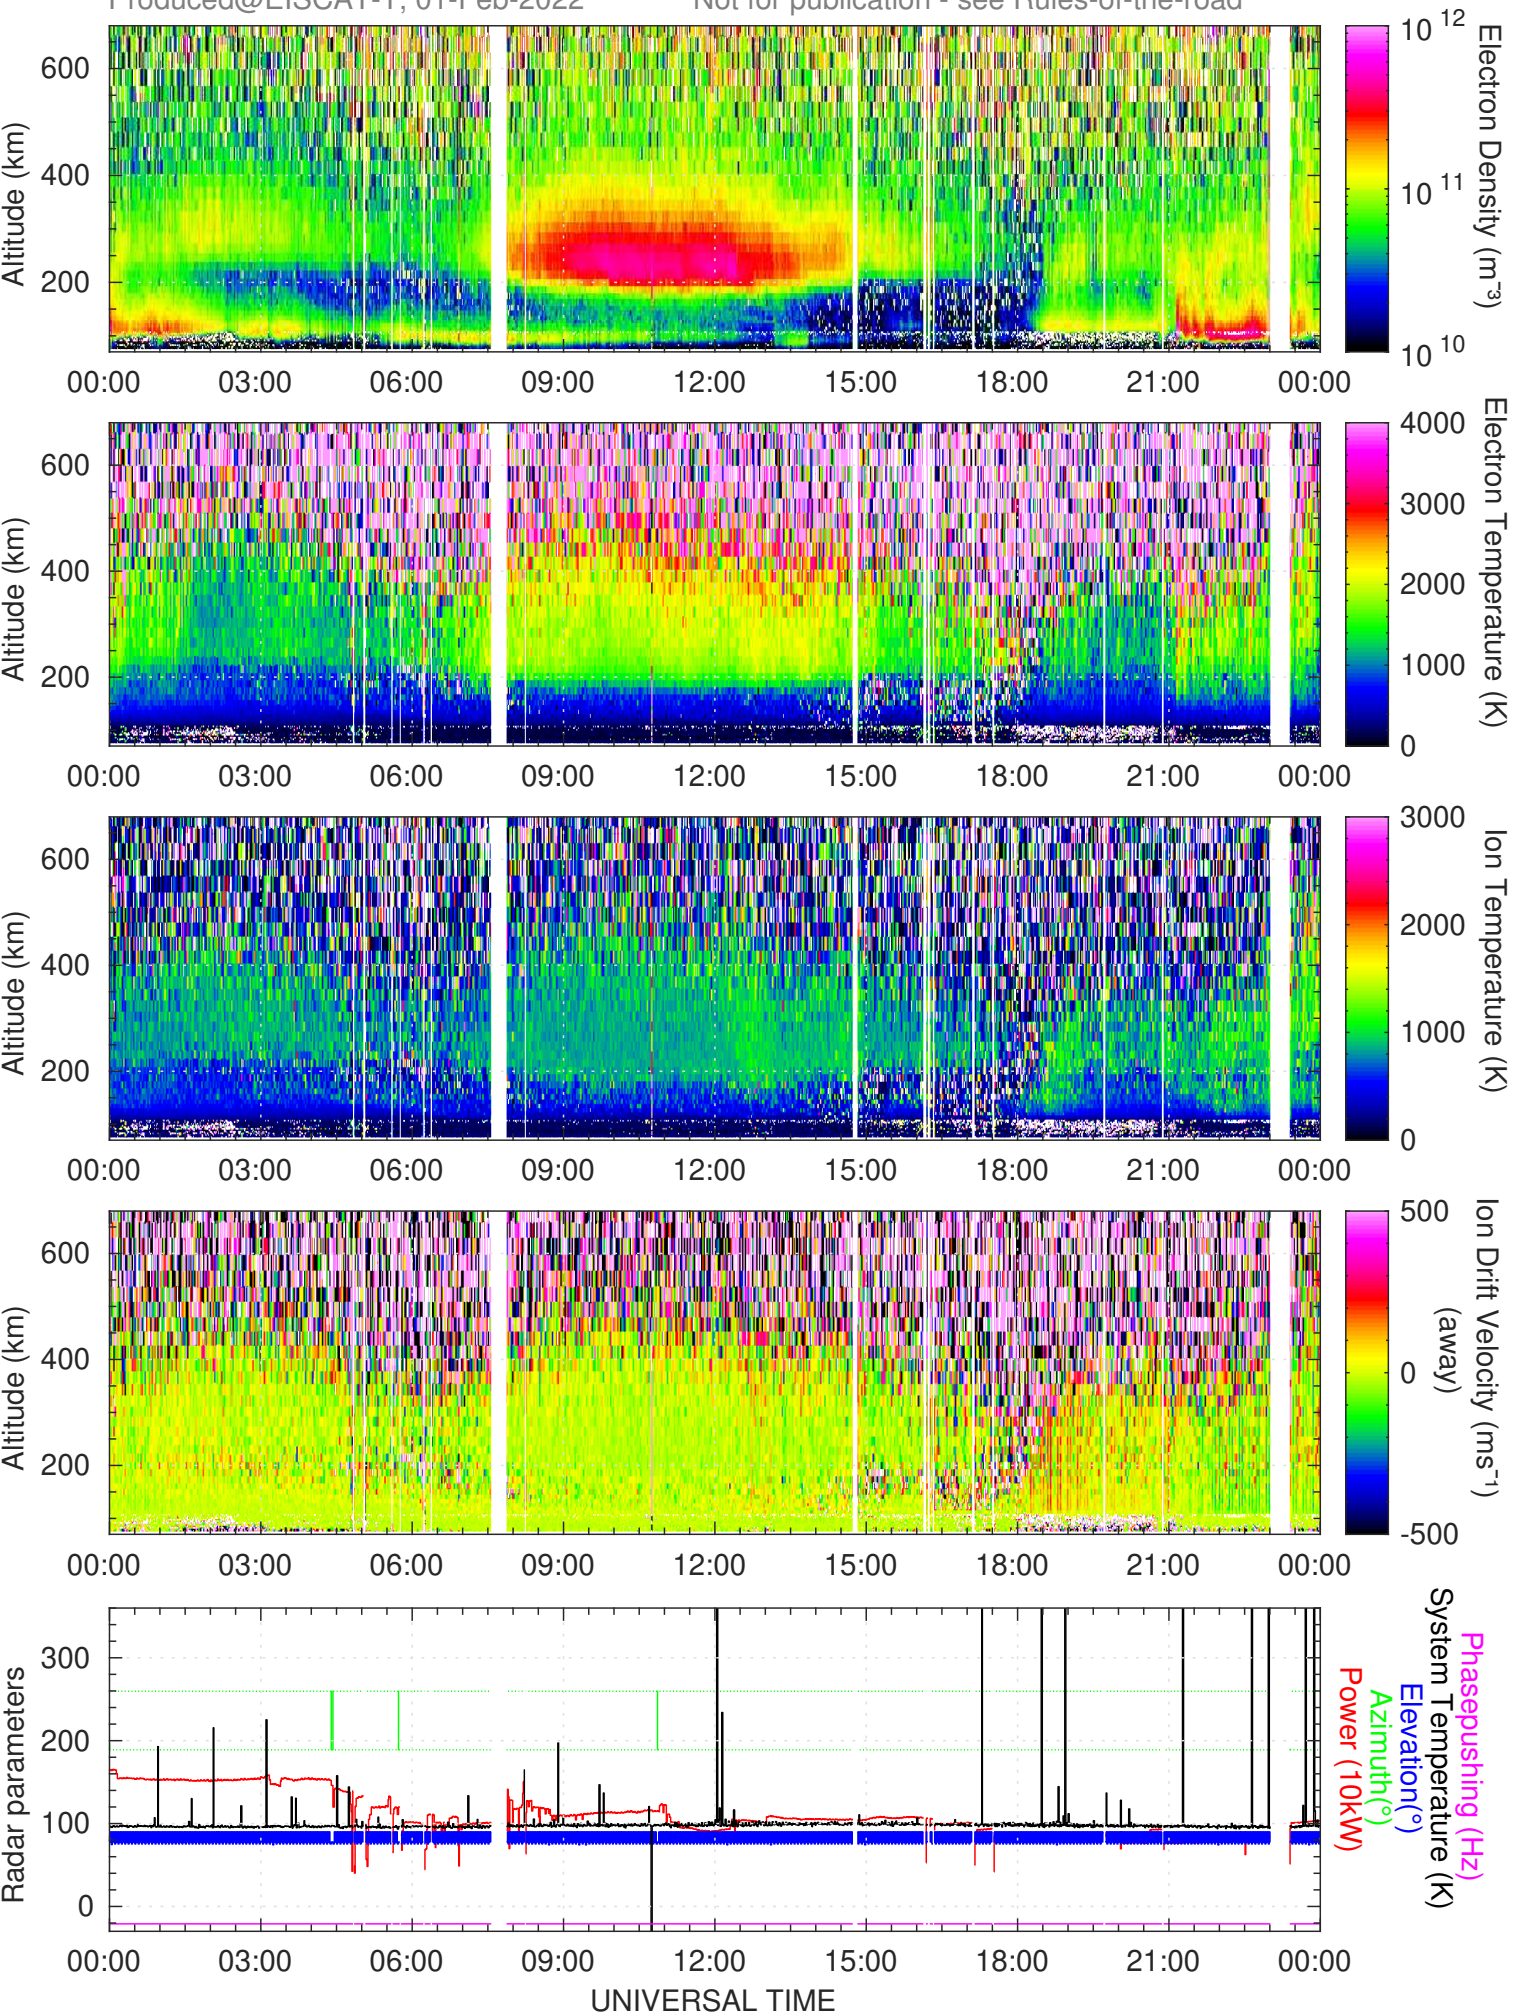 Produced@EISCAT-T, 01-Feb-2022 Not for publication - see Rules-of-the-road
600
400
200
Altitude (km)
10 12
10 11
10 10
Electron Density (m-3)
00:00 03:00 06:00 09:00 12:00 15:00 18:00 21:00 00:00
600
400
200
Altitude (km)
4000
3000
2000
1000
0
Electron Temperature (K)
00:00 03:00 06:00 09:00 12:00 15:00 18:00 21:00 00:00
600
400
200
Altitude (km)
3000
2000
1000
0
Ion Temperature (K)
00:00 03:00 06:00 09:00 12:00 15:00 18:00 21:00 00:00
600
400
200
Altitude (km)
500
0
-500
Ion Drift Velocity (ms-1)
(away)
00:00 03:00 06:00 09:00 12:00 15:00 18:00 21:00 00:00
300
200
100
0
Radar parameters
Phasepushing (Hz)
System Temperature (K)
Elevation(°)
Azimuth(°)
Power (10kW)
00:00 03:00 06:00 09:00 12:00 15:00 18:00 21:00 00:00
UNIVERSAL TIME